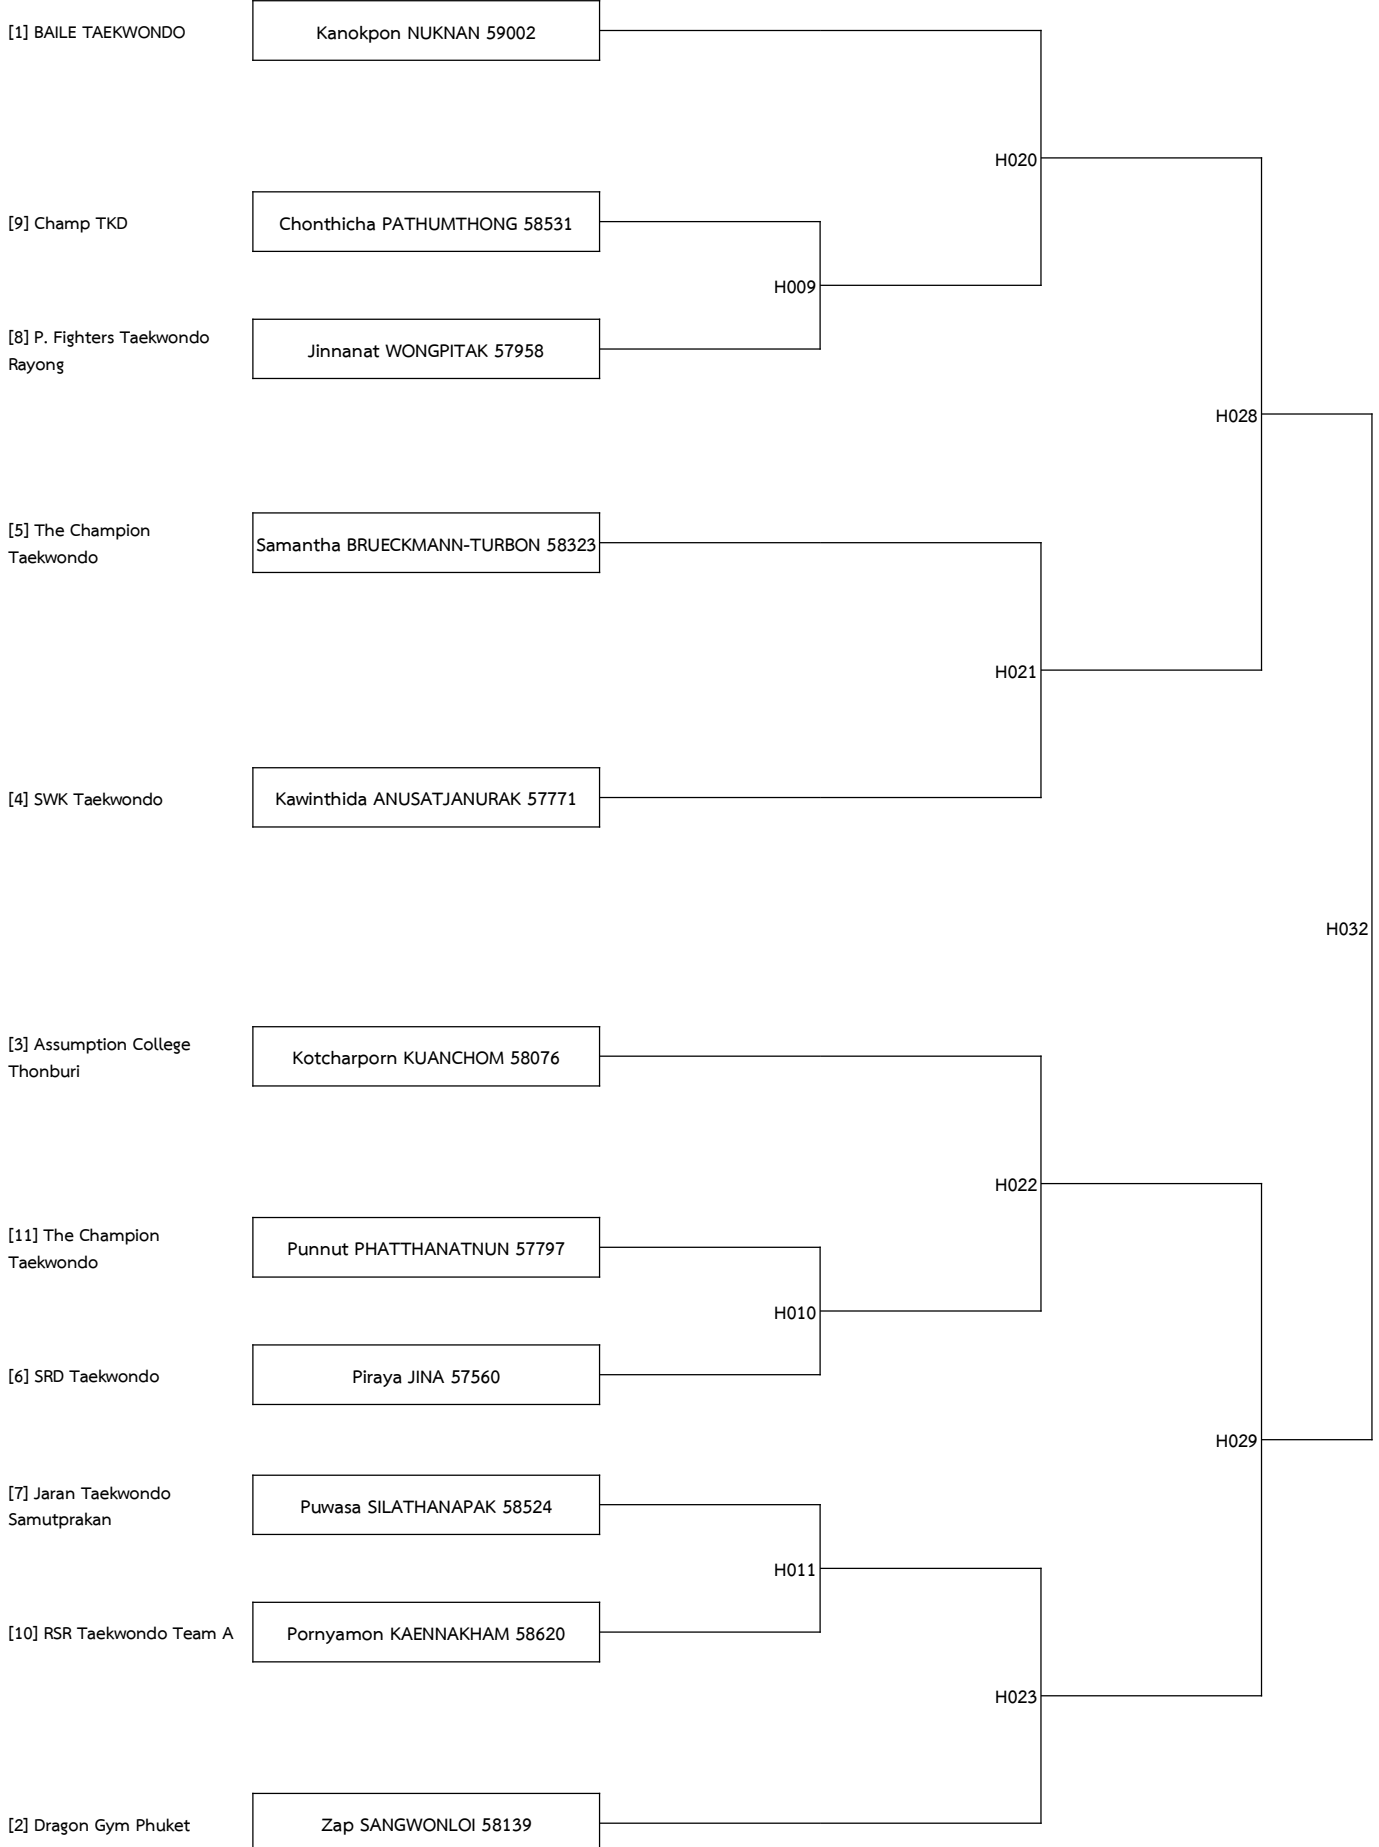 [1] BAILE TAEKWONDO
Kanokpon NUKNAN 59002
H020
[9] Champ TKD
Chonthicha PATHUMTHONG 58531
H009
[8] P. Fighters Taekwondo
Rayong
Jinnanat WONGPITAK 57958
H028
[5] The Champion
Taekwondo
Samantha BRUECKMANN-TURBON 58323
H021
[4] SWK Taekwondo
Kawinthida ANUSATJANURAK 57771
H032
[3] Assumption College
Thonburi
Kotcharporn KUANCHOM 58076
H022
[11] The Champion
Taekwondo
Punnut PHATTHANATNUN 57797
H010
[6] SRD Taekwondo
Piraya JINA 57560
H029
[7] Jaran Taekwondo
Samutprakan
Puwasa SILATHANAPAK 58524
H011
[10] RSR Taekwondo Team A
Pornyamon KAENNAKHAM 58620
H023
[2] Dragon Gym Phuket
Zap SANGWONLOI 58139